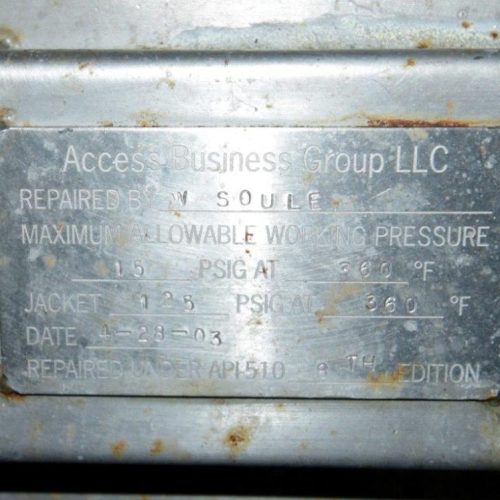 Access Business Group LLC
REPAIRED BY W SOULE
MAXIMUM ALLOWABLE WORKING PRESSURE
15 PSIG AT 360 °F
JACKET 125 PSIG AT 360 °F
DATE 4-28-03
REPAIRED UNDER API-510 8TH EDITION